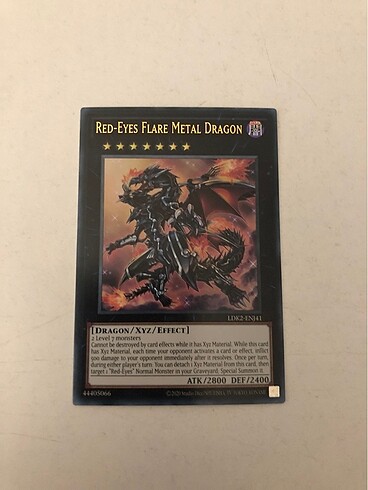 RED-EYES FLARE METAL DRAGON
LDK2-ENJ41
[DRAGON/XYZ/EFFECT]
2 Level 7 monsters
Cannot be destroyed by card effects while it has Xyz Material. While this card
has Xyz Material, each time your opponent activates a card or effect, inflict
500 damage to your opponent immediately after it resolves. Once per turn,
during either player's turn: You can detach 1 Xyz Material from this card, then
target 1 "Red-Eyes" Normal Monster in your Graveyard; Special Summon it.
ATK/2800 DEF/2400
44405066